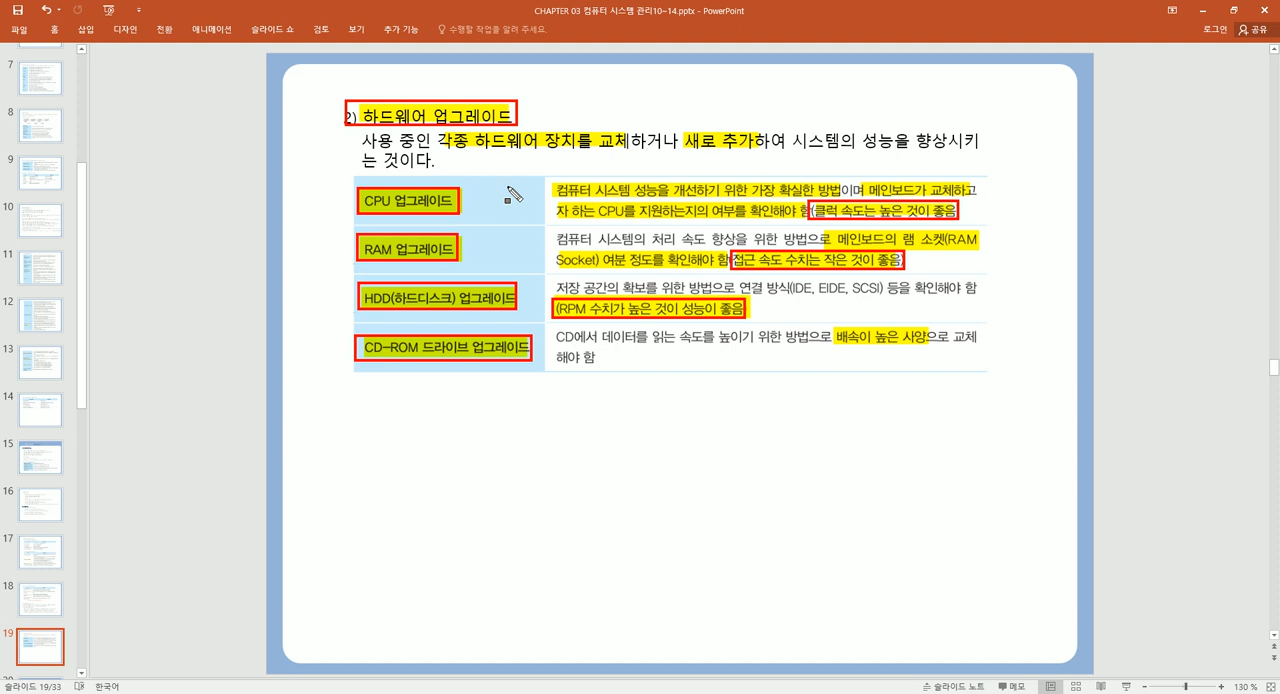 CHAPTER 03 컴퓨터 시스템 관리10~14.pptx - PowerPoint
파일 홈 삽입 디자인 전환 애니메이션 슬라이드 쇼 검토 보기 추가 기능 수행할 작업을 알려 주세요. 로그인 공유
7
8
9
10
11
12
13
14
15
16
17
18
19
2) 하드웨어 업그레이드
사용 중인 각종 하드웨어 장치를 교체하거나 새로 추가하여 시스템의 성능을 향상시키
는 것이다.
CPU 업그레이드
컴퓨터 시스템 성능을 개선하기 위한 가장 확실한 방법이며 메인보드가 교체하고
자 하는 CPU를 지원하는지의 여부를 확인해야 함(클럭 속도는 높은 것이 좋음)
RAM 업그레이드
컴퓨터 시스템의 처리 속도 향상을 위한 방법으로 메인보드의 램 소켓(RAM
Socket) 여분 정도를 확인해야 함(접근 속도 수치는 작은 것이 좋음)
HDD(하드디스크) 업그레이드
저장 공간의 확보를 위한 방법으로 연결 방식(IDE, EIDE, SCSI) 등을 확인해야 함
(RPM 수치가 높은 것이 성능이 좋음)
CD-ROM 드라이브 업그레이드
CD에서 데이터를 읽는 속도를 높이기 위한 방법으로 배속이 높은 사양으로 교체
해야 함
슬라이드 19/33 한국어 슬라이드 노트 메모 130 %